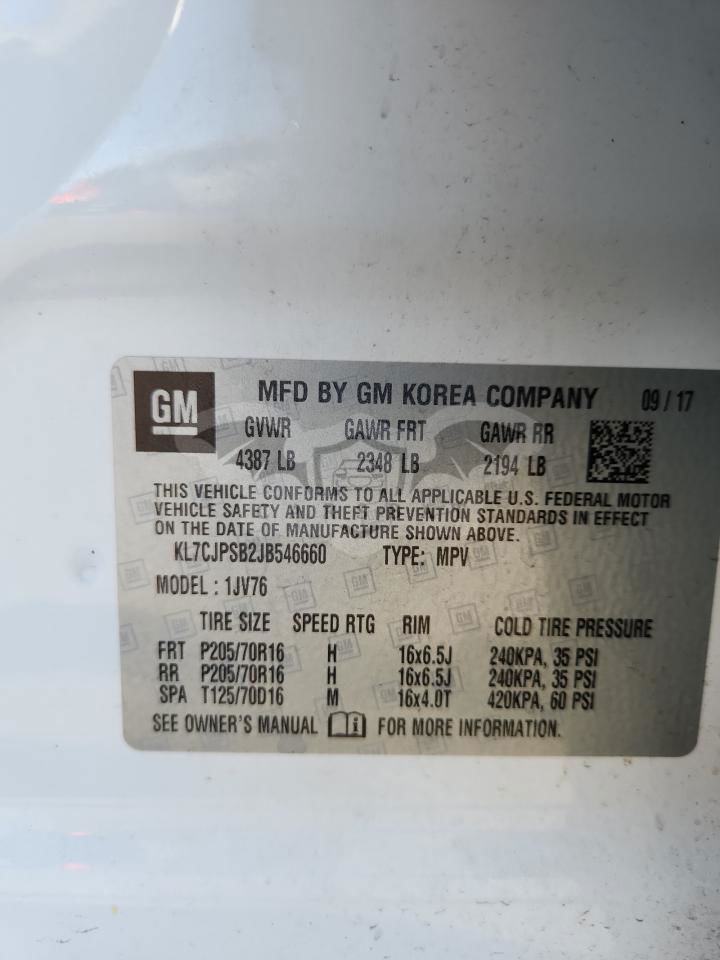 GM MFD BY GM KOREA COMPANY 09/17
GVWR GAWR FRT GAWR RR
4387 LB 2348 LB 2194 LB
THIS VEHICLE CONFORMS TO ALL APPLICABLE U.S. FEDERAL MOTOR
VEHICLE SAFETY AND THEFT PREVENTION STANDARDS IN EFFECT
ON THE DATE OF MANUFACTURE SHOWN ABOVE.
KL7CJPSB2JB546660 TYPE: MPV
MODEL : 1JV76
TIRE SIZE SPEED RTG RIM COLD TIRE PRESSURE
FRT P205/70R16 H 16x6.5J 240KPA, 35 PSI
RR P205/70R16 H 16x6.5J 240KPA, 35 PSI
SPA T125/70D16 M 16x4.0T 420KPA, 60 PSI
SEE OWNER'S MANUAL FOR MORE INFORMATION.